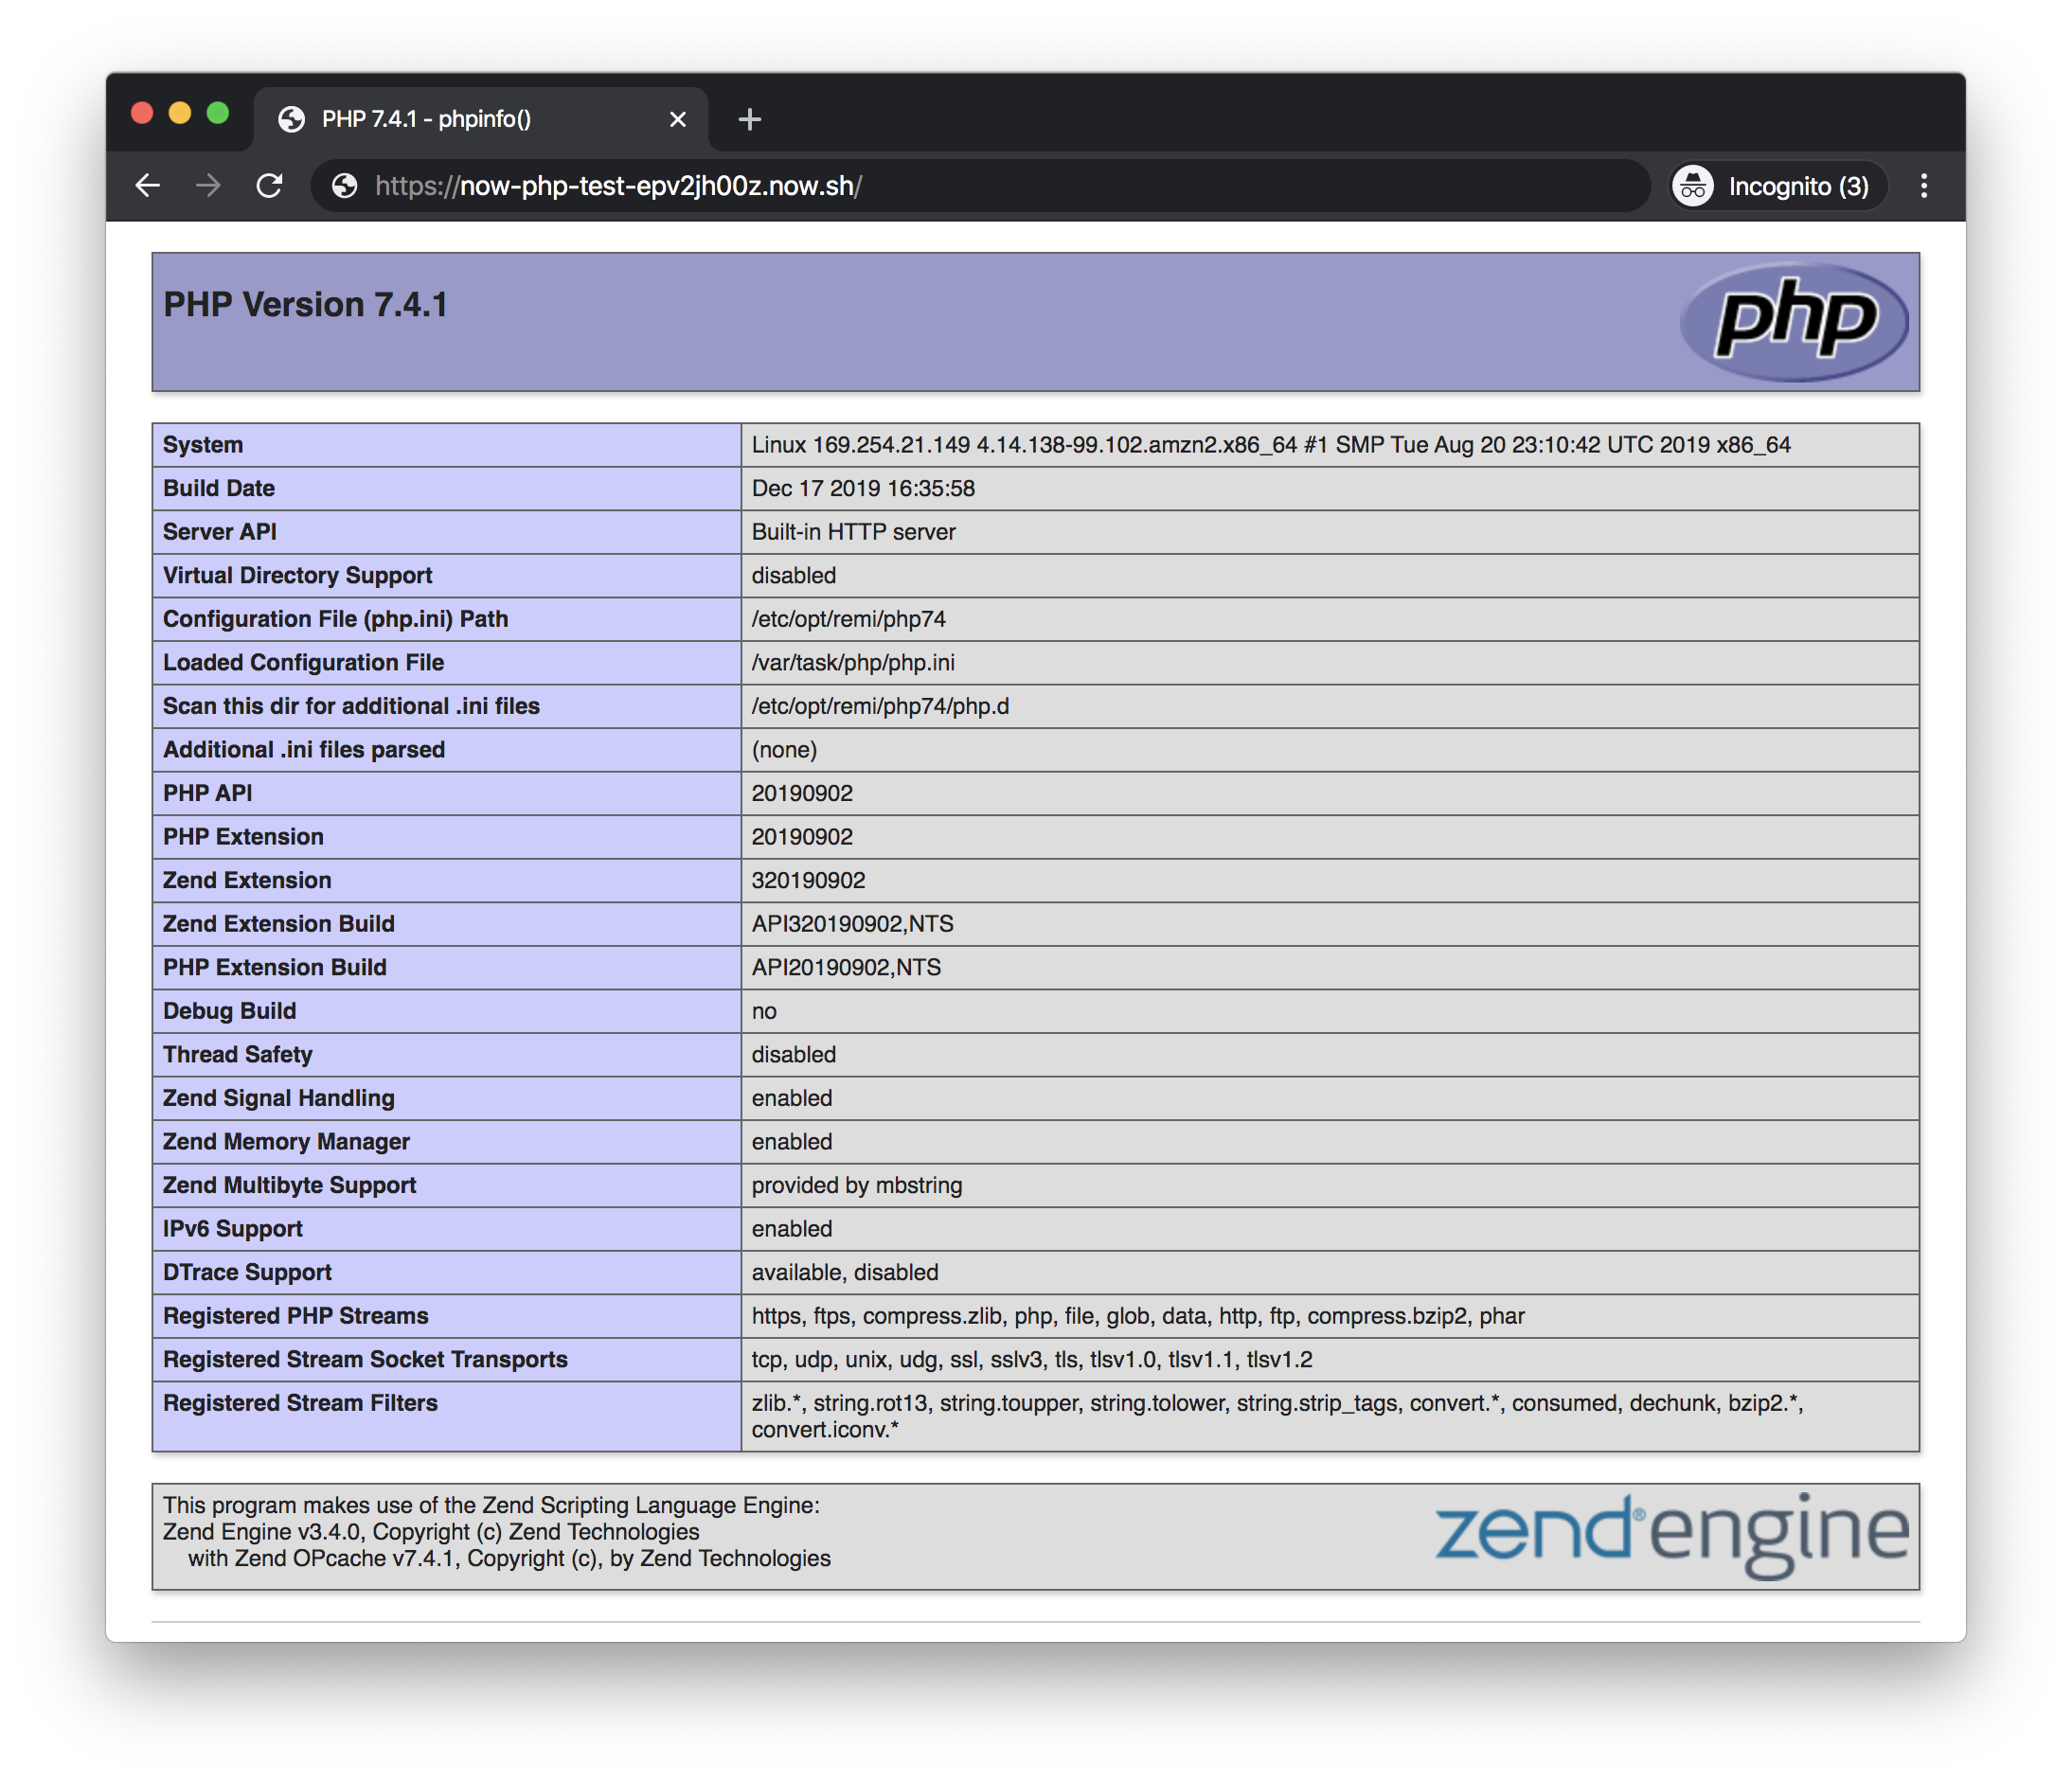 PHP 7.4.1 - phpinfo()
https://now-php-test-epv2jh00z.now.sh/
Incognito (3)
PHP Version 7.4.1
php
System Linux 169.254.21.149 4.14.138-99.102.amzn2.x86_64 #1 SMP Tue Aug 20 23:10:42 UTC 2019 x86_64
Build Date Dec 17 2019 16:35:58
Server API Built-in HTTP server
Virtual Directory Support disabled
Configuration File (php.ini) Path /etc/opt/remi/php74
Loaded Configuration File /var/task/php/php.ini
Scan this dir for additional .ini files /etc/opt/remi/php74/php.d
Additional .ini files parsed (none)
PHP API 20190902
PHP Extension 20190902
Zend Extension 320190902
Zend Extension Build API320190902,NTS
PHP Extension Build API20190902,NTS
Debug Build no
Thread Safety disabled
Zend Signal Handling enabled
Zend Memory Manager enabled
Zend Multibyte Support provided by mbstring
IPv6 Support enabled
DTrace Support available, disabled
Registered PHP Streams https, ftps, compress.zlib, php, file, glob, data, http, ftp, compress.bzip2, phar
Registered Stream Socket Transports tcp, udp, unix, udg, ssl, sslv3, tls, tlsv1.0, tlsv1.1, tlsv1.2
Registered Stream Filters zlib.*, string.rot13, string.toupper, string.tolower, string.strip_tags, convert.*, consumed, dechunk, bzip2.*,
convert.iconv.*
This program makes use of the Zend Scripting Language Engine:
Zend Engine v3.4.0, Copyright (c) Zend Technologies
with Zend OPcache v7.4.1, Copyright (c), by Zend Technologies
zend® engine